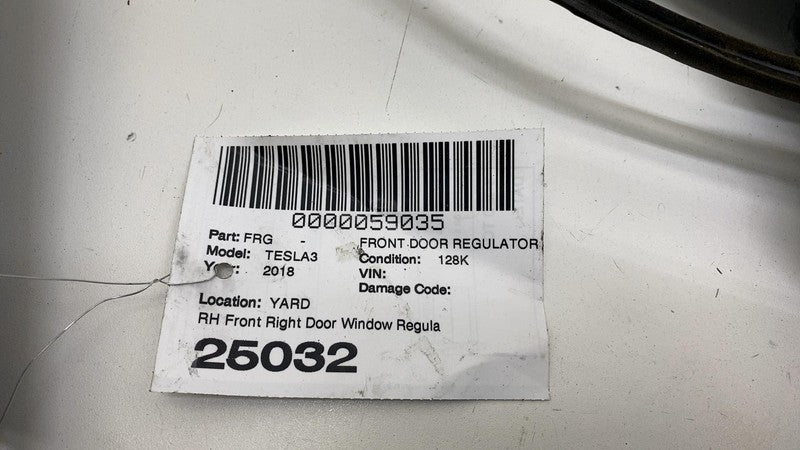 0000059035
Part: FRG - FRONT DOOR REGULATOR
Model: TESLA3 Condition: 128K
Year: 2018 VIN:
Damage Code:
Location: YARD
RH Front Right Door Window Regula
25032